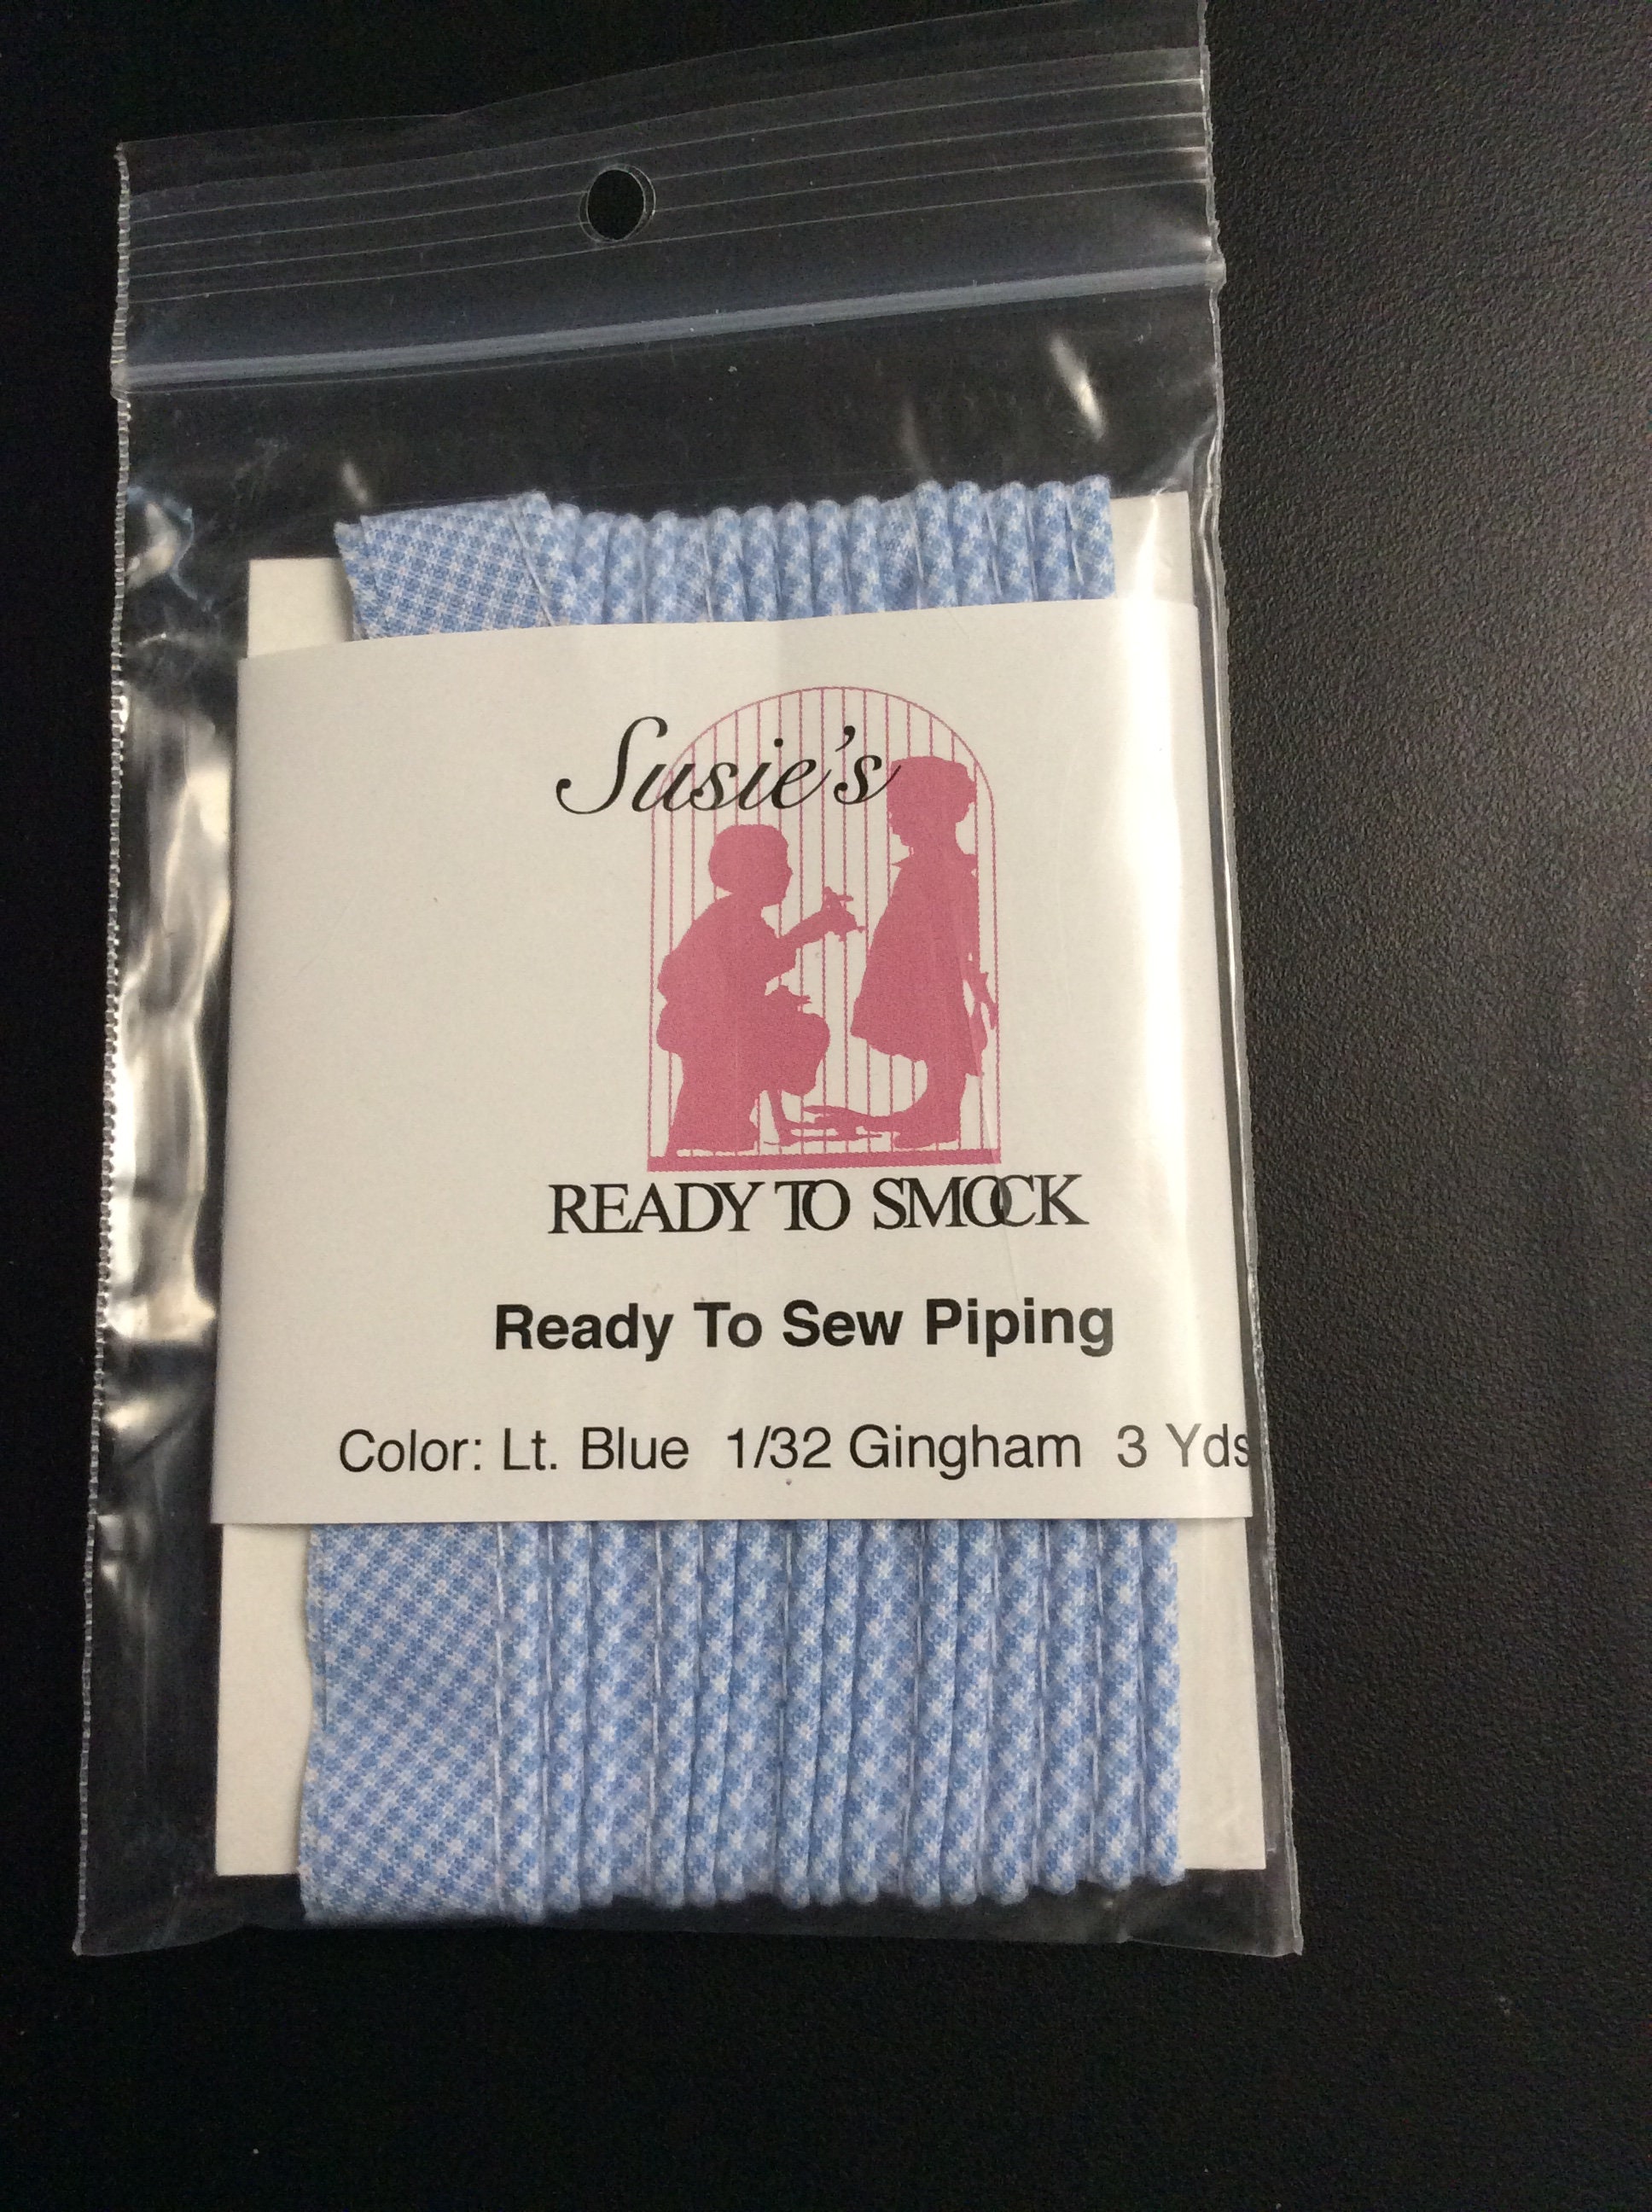 Susie's
READY TO SMOCK
Ready To Sew Piping
Color: Lt. Blue 1/32 Gingham 3 Yds